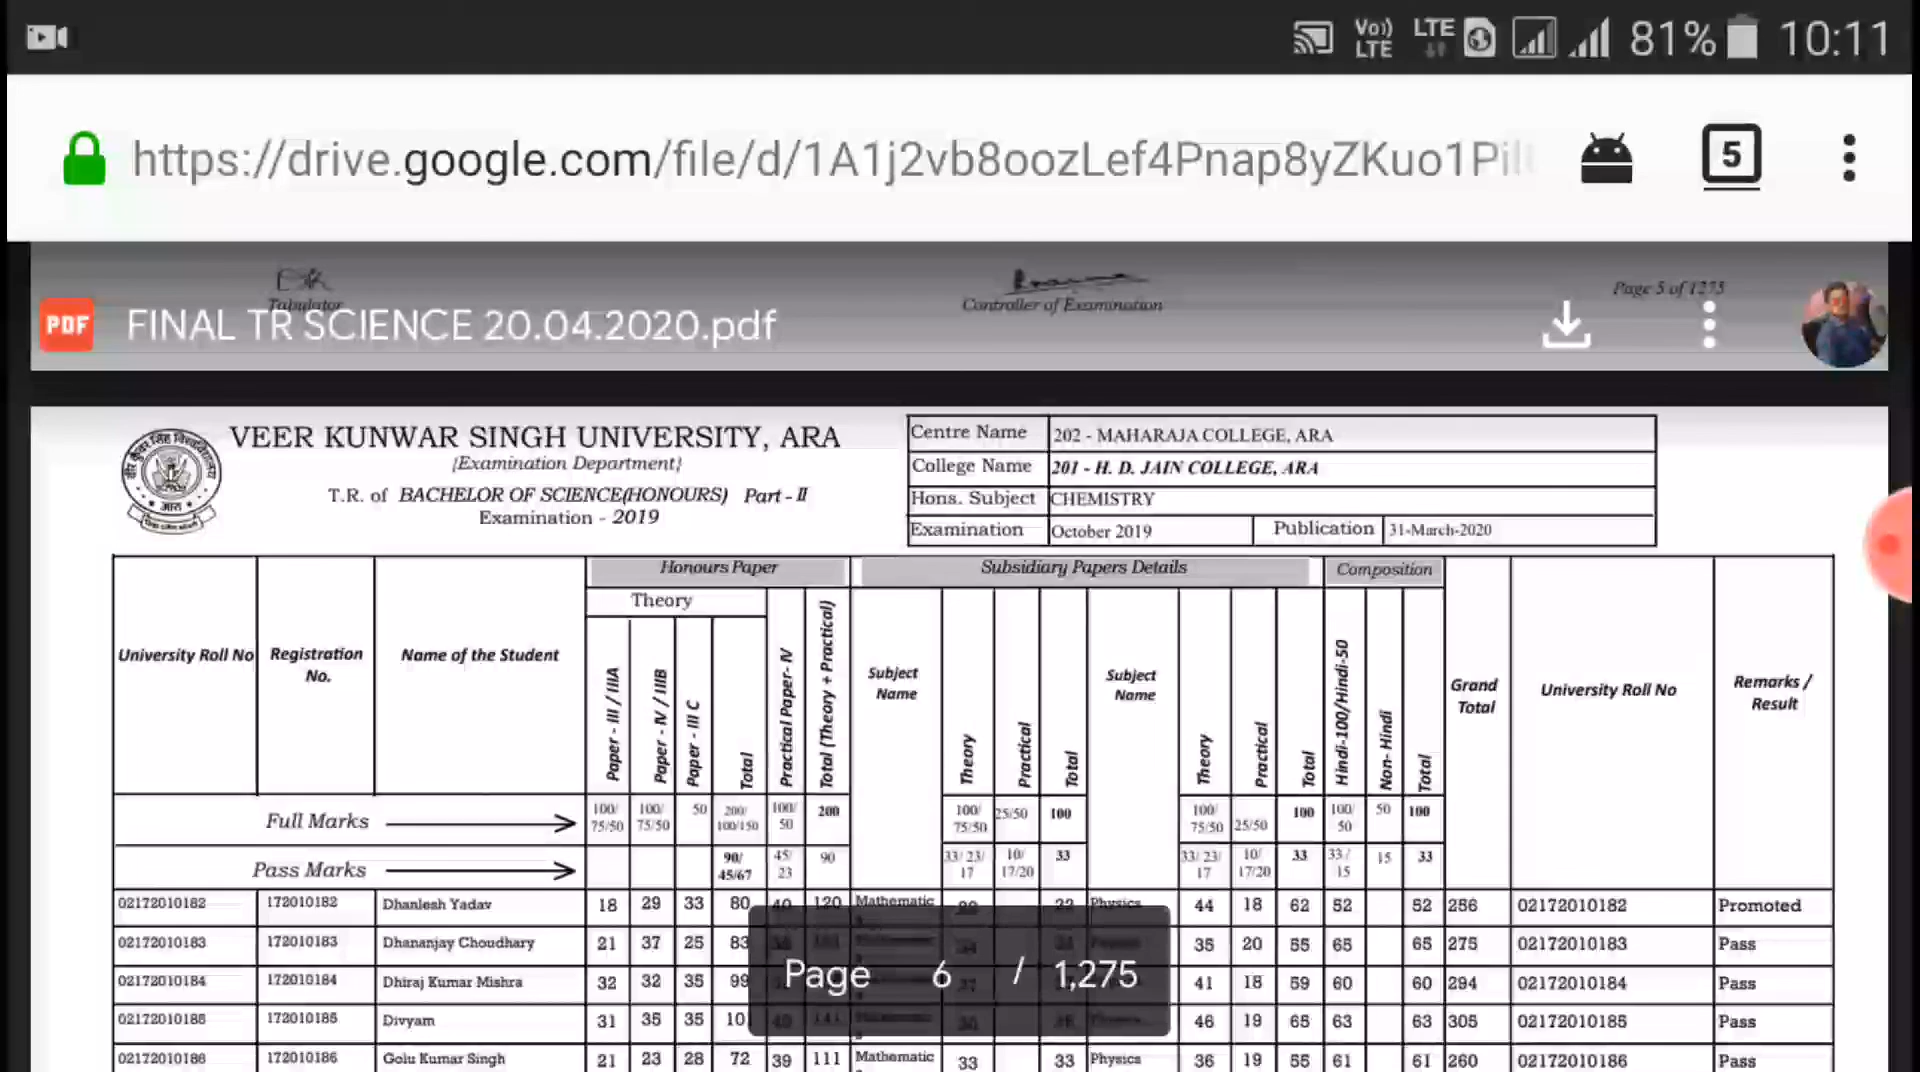 Vo)) LTE LTE 81% 10:11
https://drive.google.com/file/d/1A1j2vb8oozLef4Pnap8yZKuo1Pil 5
Tabulator Controller of Examination Page 5 of 1275
PDF FINAL TR SCIENCE 20.04.2020.pdf
VEER KUNWAR SINGH UNIVERSITY, ARA
{Examination Department}
T.R. of BACHELOR OF SCIENCE(HONOURS) Part - II
Examination - 2019
Centre Name 202 - MAHARAJA COLLEGE, ARA
College Name 201 - H. D. JAIN COLLEGE, ARA
Hons. Subject CHEMISTRY
Examination October 2019 Publication 31-March-2020
Honours Paper Subsidiary Papers Details Composition
Theory
University Roll No Registration No. Name of the Student Paper - III / IIIA Paper - IV / IIIB Paper - III C Total Practical Paper- IV Total (Theory + Practical) Subject Name Theory Practical Total Subject Name Theory Practical Total Hindi-100/Hindi-50 Non- Hindi Total Grand Total University Roll No Remarks / Result
Full Marks 100/ 75/50 100/ 75/50 50 200/ 100/150 100/ 50 200 100/ 75/50 25/50 100 100/ 75/50 25/50 100 100/ 50 50 100
Pass Marks 90/ 45/67 45/ 23 90 33/ 23/ 17 10/ 17/20 33 33/ 23/ 17 10/ 17/20 33 33/ 15 15 33
02172010182 172010182 Dhanlesh Yadav 18 29 33 80 40 120 Mathematic Physics 44 18 62 52 52 256 02172010182 Promoted
02172010183 172010183 Dhananjay Choudhary 21 37 25 83 35 20 55 65 65 275 02172010183 Pass
02172010184 172010184 Dhiraj Kumar Mishra 32 32 35 99 41 18 59 60 60 294 02172010184 Pass
02172010185 172010185 Divyam 31 35 35 10 46 19 65 63 63 305 02172010185 Pass
02172010186 172010186 Golu Kumar Singh 21 23 28 72 39 111 Mathematic 33 33 Physics 36 19 55 61 61 260 02172010186 Pass
Page 6 / 1,275